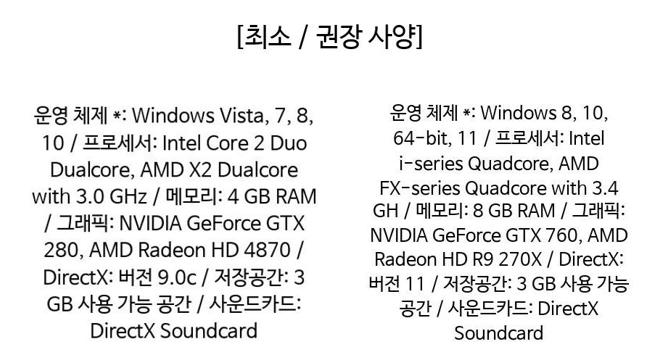 [최소 / 권장 사양]
운영 체제 *: Windows Vista, 7, 8,
10 / 프로세서: Intel Core 2 Duo
Dualcore, AMD X2 Dualcore
with 3.0 GHz / 메모리: 4 GB RAM
/ 그래픽: NVIDIA GeForce GTX
280, AMD Radeon HD 4870 /
DirectX: 버전 9.0c / 저장공간: 3
GB 사용 가능 공간 / 사운드카드:
DirectX Soundcard
운영 체제 *: Windows 8, 10,
64-bit, 11 / 프로세서: Intel
i-series Quadcore, AMD
FX-series Quadcore with 3.4
GH / 메모리: 8 GB RAM / 그래픽:
NVIDIA GeForce GTX 760, AMD
Radeon HD R9 270X / DirectX:
버전 11 / 저장공간: 3 GB 사용 가능
공간 / 사운드카드: DirectX
Soundcard